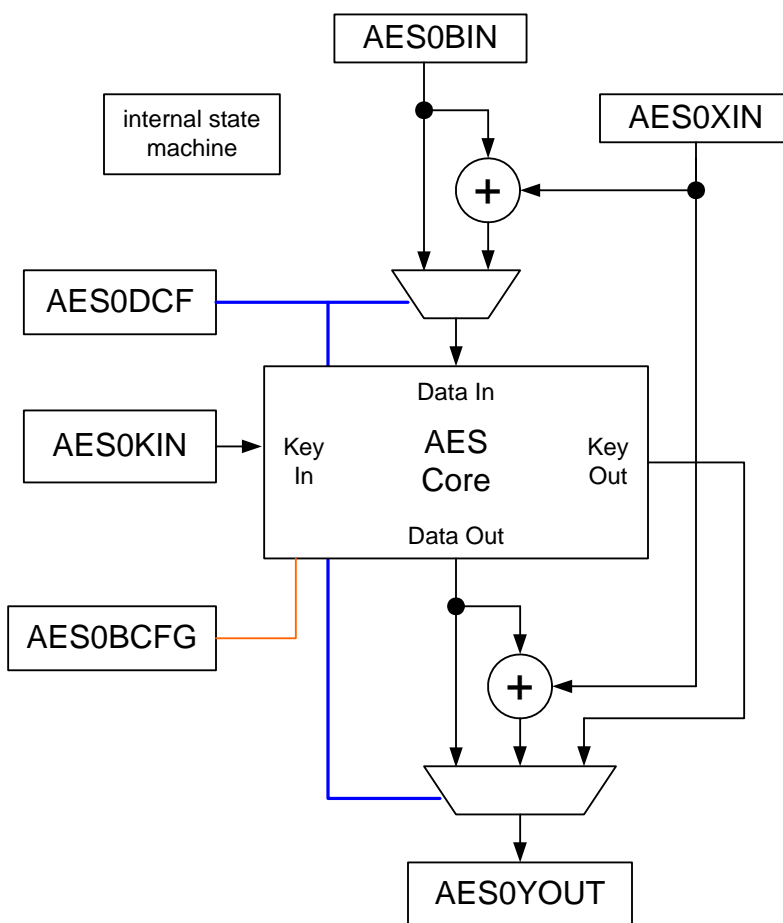 AES0BIN
internal state
machine
AES0XIN
+
AES0DCF
Data In
AES0KIN
Key
In
AES
Core
Key
Out
Data Out
AES0BCFG
+
AES0YOUT